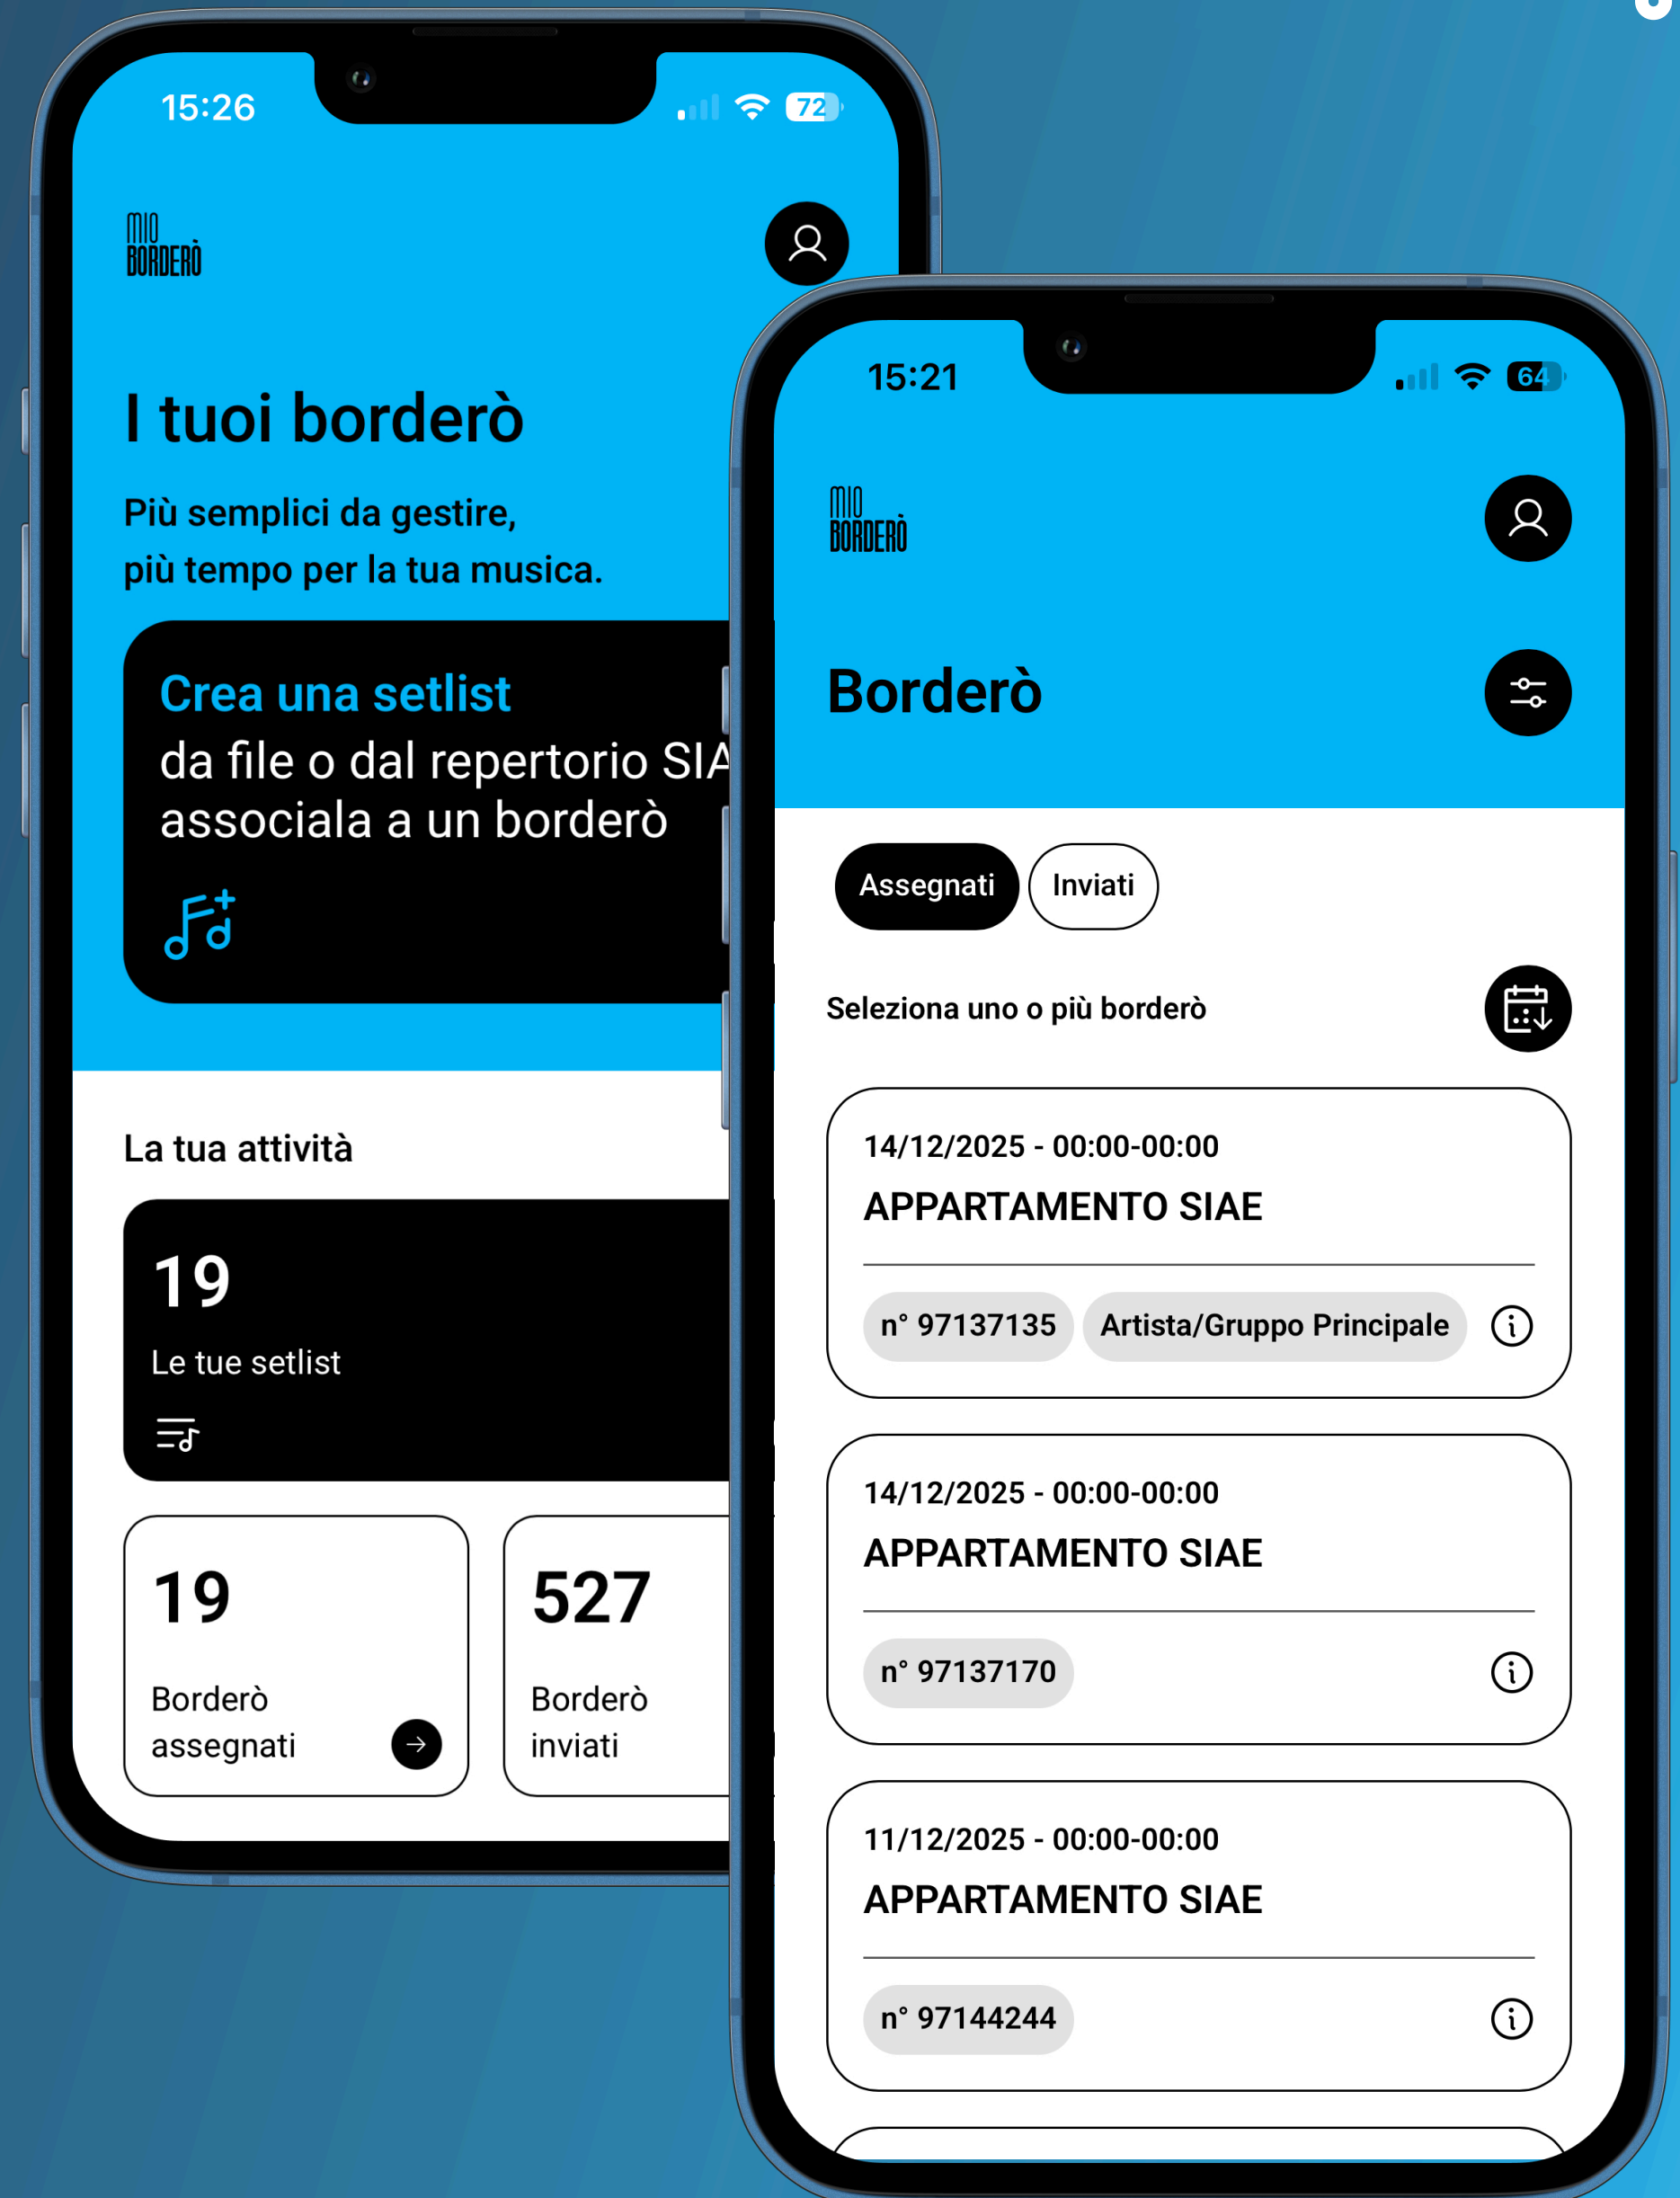 15:26
72
MIO
BORDERÒ
I tuoi borderò
Più semplici da gestire,
più tempo per la tua musica.
Crea una setlist
da file o dal repertorio SIA
associala a un borderò
La tua attività
19
Le tue setlist
19
Borderò
assegnati
527
Borderò
inviati
15:21
64
MIO
BORDERÒ
Borderò
Assegnati
Inviati
Seleziona uno o più borderò
14/12/2025 - 00:00-00:00
APPARTAMENTO SIAE
n° 97137135
Artista/Gruppo Principale
14/12/2025 - 00:00-00:00
APPARTAMENTO SIAE
n° 97137170
11/12/2025 - 00:00-00:00
APPARTAMENTO SIAE
n° 97144244